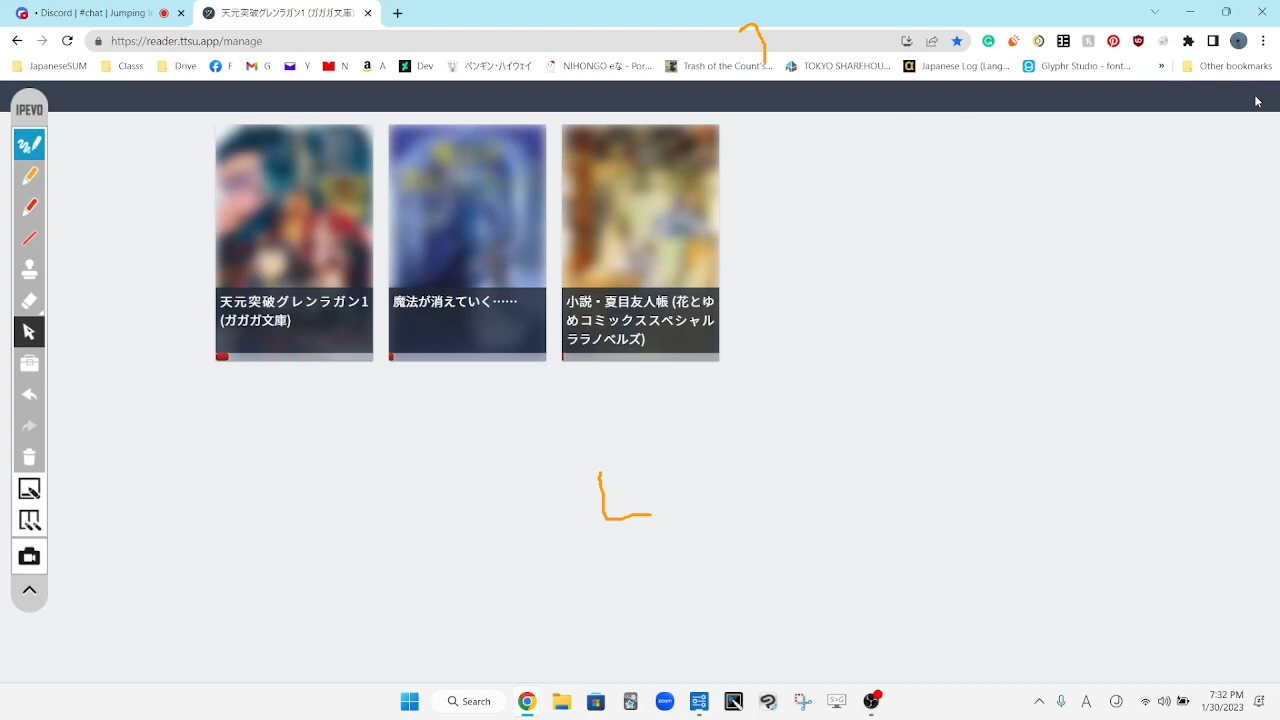 • Discord | #chat | Jumping I
天元突破グレンラガン1 (ガガガ文庫)
https://reader.ttsu.app/manage
JapaneseSUM
Classs
Drive
F
G
Y
N
A
Dev
ペンギン・ハイウェイ
NIHONGO eな - Por...
Trash of the Count's...
TOKYO SHAREHOU...
Japanese Log (Lang...
Glyphr Studio - font...
»
Other bookmarks
IPEVO
天元突破グレンラガン1
(ガガガ文庫)
魔法が消えていく……
小説・夏目友人帳 (花とゆ
めコミックススペシャル
ララノベルズ)
Search
zoom
A
7:32 PM
1/30/2023